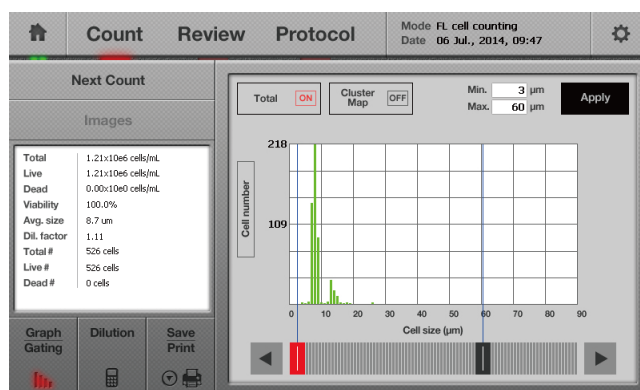 Count Review Protocol
Mode FL cell counting
Date 06 Jul., 2014, 09:47
Next Count
Images
Total 1.21x10e6 cells/mL
Live 1.21x10e6 cells/mL
Dead 0.00x10e0 cells/mL
Viability 100.0%
Avg. size 8.7 um
Dil. factor 1.11
Total # 526 cells
Live # 526 cells
Dead # 0 cells
Graph Gating
Dilution
Save Print
Total ON
Cluster Map OFF
Min. 3 µm
Max. 60 µm
Apply
218
109
Cell number
0 10 20 30 40 50 60 70 80 90
Cell size (µm)